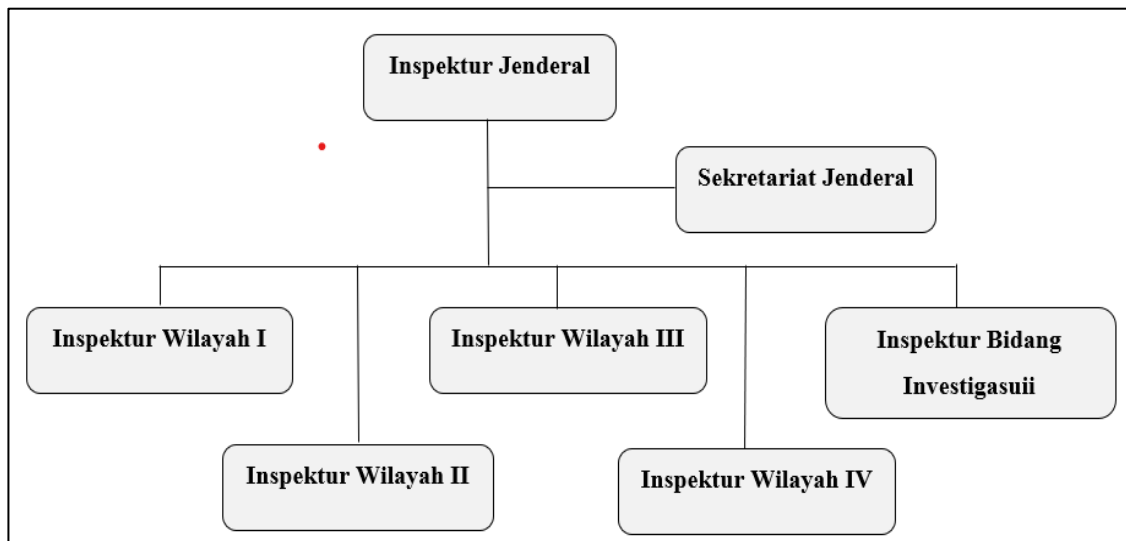 Inspektur Jenderal
Sekretariat Jenderal
Inspektur Wilayah I
Inspektur Wilayah III
Inspektur Bidang
Investigasuii
Inspektur Wilayah II
Inspektur Wilayah IV